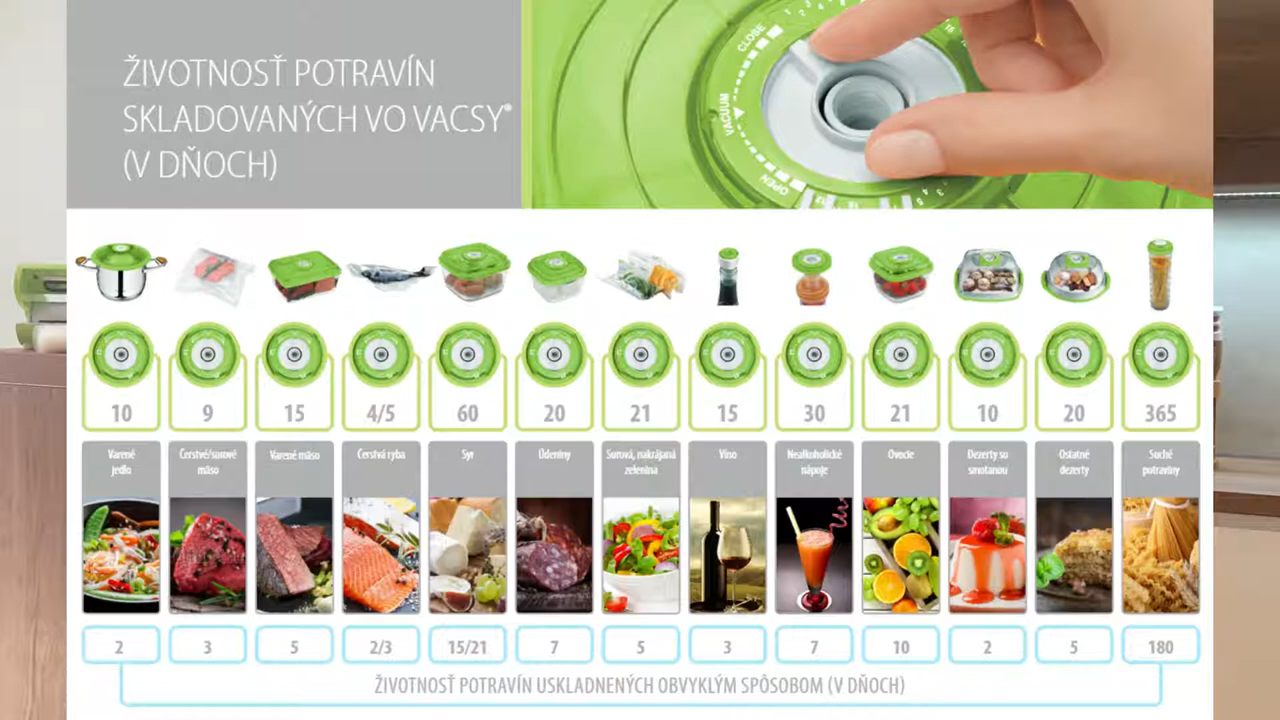 ŽIVOTNOSŤ POTRAVÍN
SKLADOVANÝCH VO VACSY®
(V DŇOCH)
CLOSE
VACUUM
OPEN
10 9 15 4/5 60 20 21 15 30 21 10 20 365
Varené
jedlo
Čerstvé/surové
mäso
Varené mäso
Čerstvá ryba
Syr
Údeniny
Surová, nakrájaná
zelenina
Víno
Nealkoholické
nápoje
Ovocie
Dezerty so
smotanou
Ostatné
dezerty
Suché
potraviny
2 3 5 2/3 15/21 7 5 3 7 10 2 5 180
ŽIVOTNOSŤ POTRAVÍN USKLADNENÝCH OBVYKLÝM SPÔSOBOM (V DŇOCH)